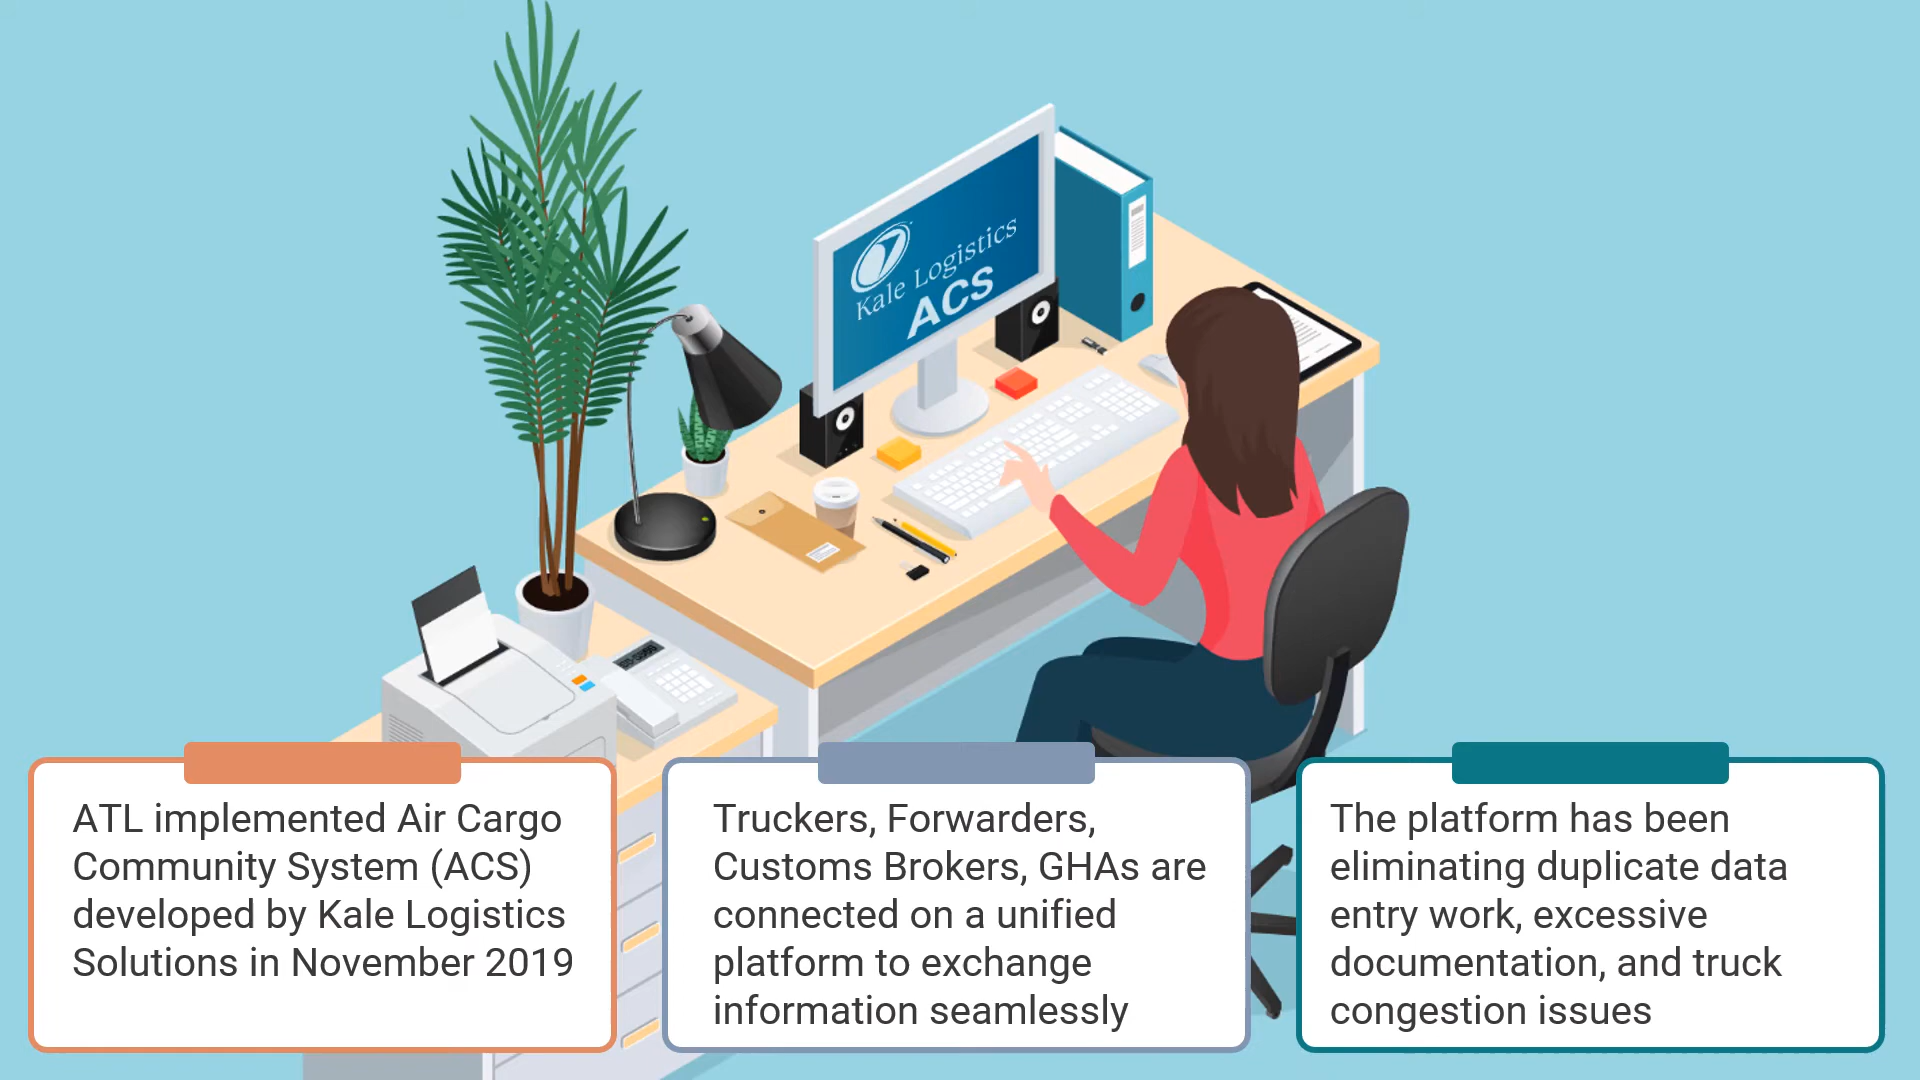 Kale Logistics
ACS
ATL implemented Air Cargo
Community System (ACS)
developed by Kale Logistics
Solutions in November 2019
Truckers, Forwarders,
Customs Brokers, GHAs are
connected on a unified
platform to exchange
information seamlessly
The platform has been
eliminating duplicate data
entry work, excessive
documentation, and truck
congestion issues